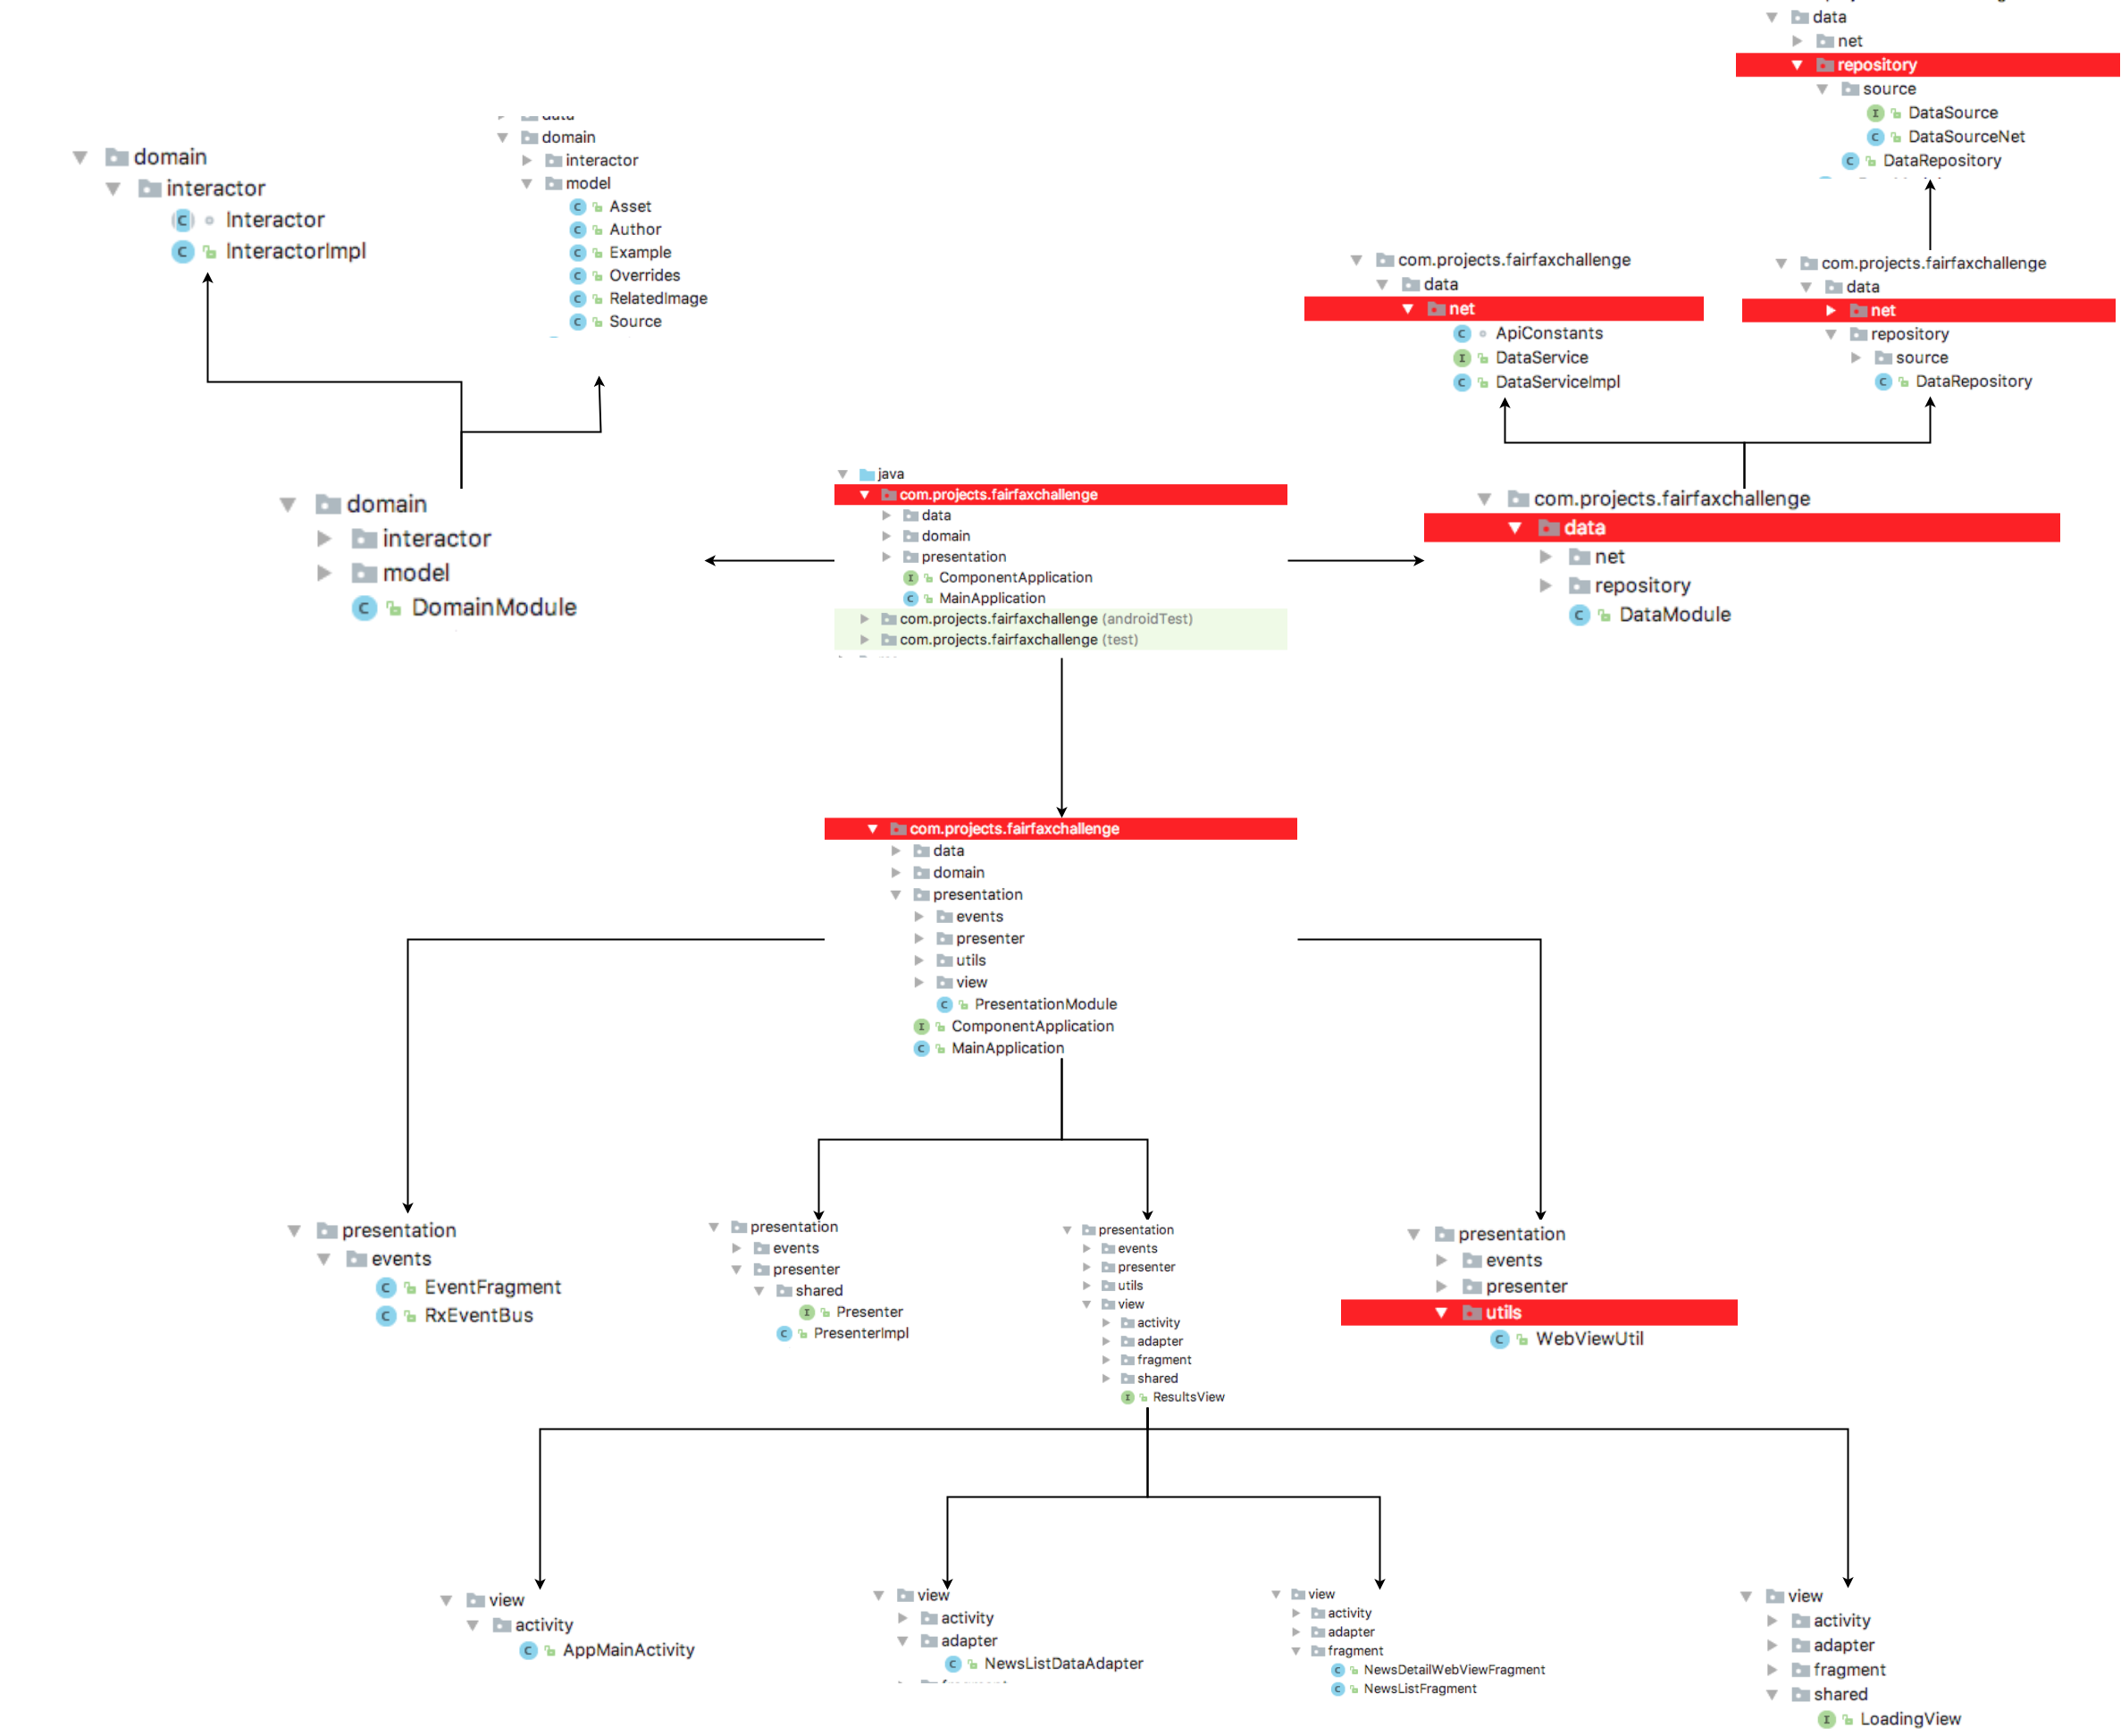 data
net
repository
source
DataSource
DataSourceNet
DataRepository
domain
interactor
Interactor
InteractorImpl
domain
interactor
model
Asset
Author
Example
Overrides
RelatedImage
Source
com.projects.fairfaxchallenge
data
net
ApiConstants
DataService
DataServiceImpl
com.projects.fairfaxchallenge
data
net
repository
source
DataRepository
domain
interactor
model
DomainModule
java
com.projects.fairfaxchallenge
data
domain
presentation
ComponentApplication
MainApplication
com.projects.fairfaxchallenge (androidTest)
com.projects.fairfaxchallenge (test)
com.projects.fairfaxchallenge
data
net
repository
DataModule
com.projects.fairfaxchallenge
data
domain
presentation
events
presenter
utils
view
PresentationModule
ComponentApplication
MainApplication
presentation
events
EventFragment
RxEventBus
presentation
events
presenter
shared
Presenter
PresenterImpl
presentation
events
presenter
utils
view
activity
adapter
fragment
shared
ResultsView
presentation
events
presenter
utils
WebViewUtil
view
activity
AppMainActivity
view
activity
adapter
NewsListDataAdapter
view
activity
adapter
fragment
NewsDetailWebViewFragment
NewsListFragment
view
activity
adapter
fragment
shared
LoadingView